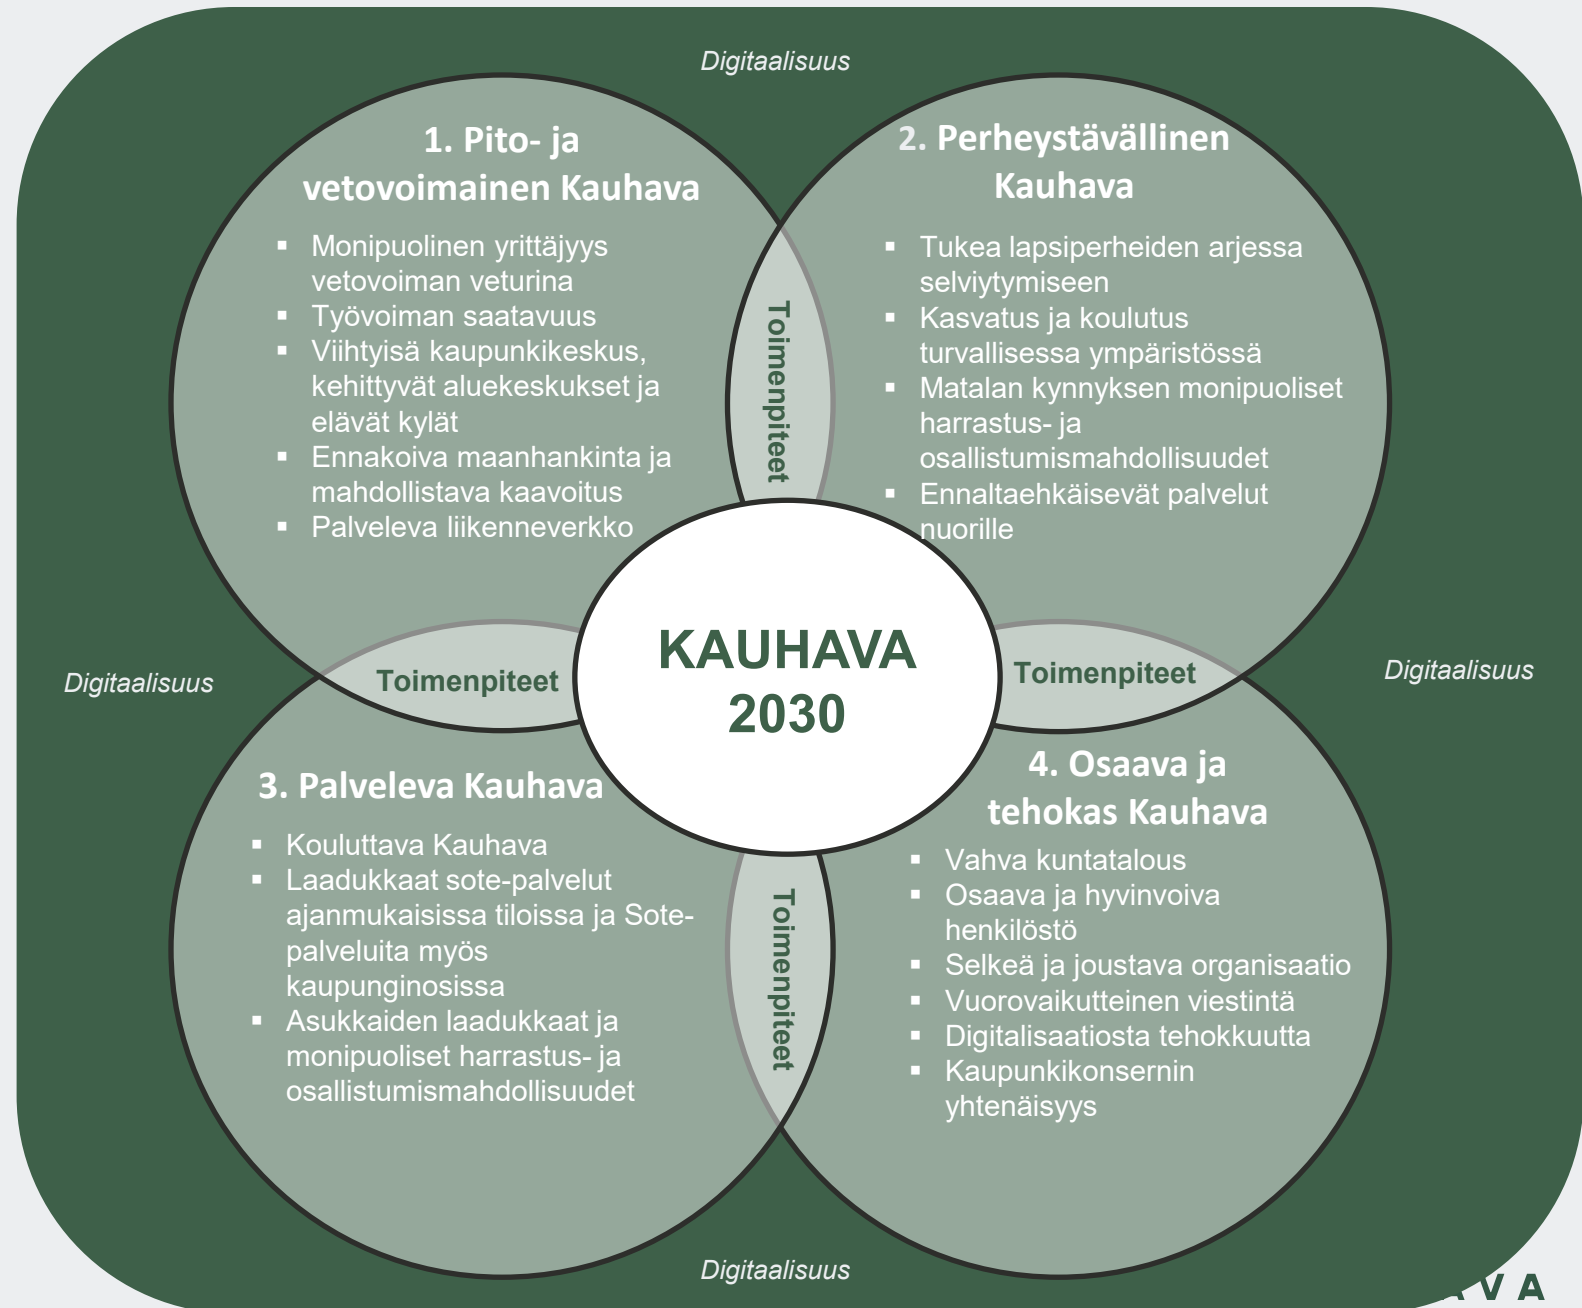 Digitaalisuus
1. Pito- ja
vetovoimainen Kauhava
▪ Monipuolinen yrittäjyys
vetovoiman veturina
▪ Työvoiman saatavuus
▪ Viihtyisä kaupunkikeskus,
kehittyvät aluekeskukset ja
elävät kylät
▪ Ennakoiva maanhankinta ja
mahdollistava kaavoitus
▪ Palveleva liikenneverkko
2. Perheystävällinen
Kauhava
▪ Tukea lapsiperheiden arjessa
selviytymiseen
▪ Kasvatus ja koulutus
turvallisessa ympäristössä
▪ Matalan kynnyksen monipuoliset
harrastus- ja
osallistumismahdollisuudet
▪ Ennaltaehkäisevät palvelut
nuorille
Toimenpiteet
Digitaalisuus
Toimenpiteet
KAUHAVA
2030
Toimenpiteet
Digitaalisuus
3. Palveleva Kauhava
▪ Kouluttava Kauhava
▪ Laadukkaat sote-palvelut
ajanmukaisissa tiloissa ja Sote-
palveluita myös
kaupunginosissa
▪ Asukkaiden laadukkaat ja
monipuoliset harrastus- ja
osallistumismahdollisuudet
Toimenpiteet
4. Osaava ja
tehokas Kauhava
▪ Vahva kuntatalous
▪ Osaava ja hyvinvoiva
henkilöstö
▪ Selkeä ja joustava organisaatio
▪ Vuorovaikutteinen viestintä
▪ Digitalisaatiosta tehokkuutta
▪ Kaupunkikonsernin
yhtenäisyys
Digitaalisuus